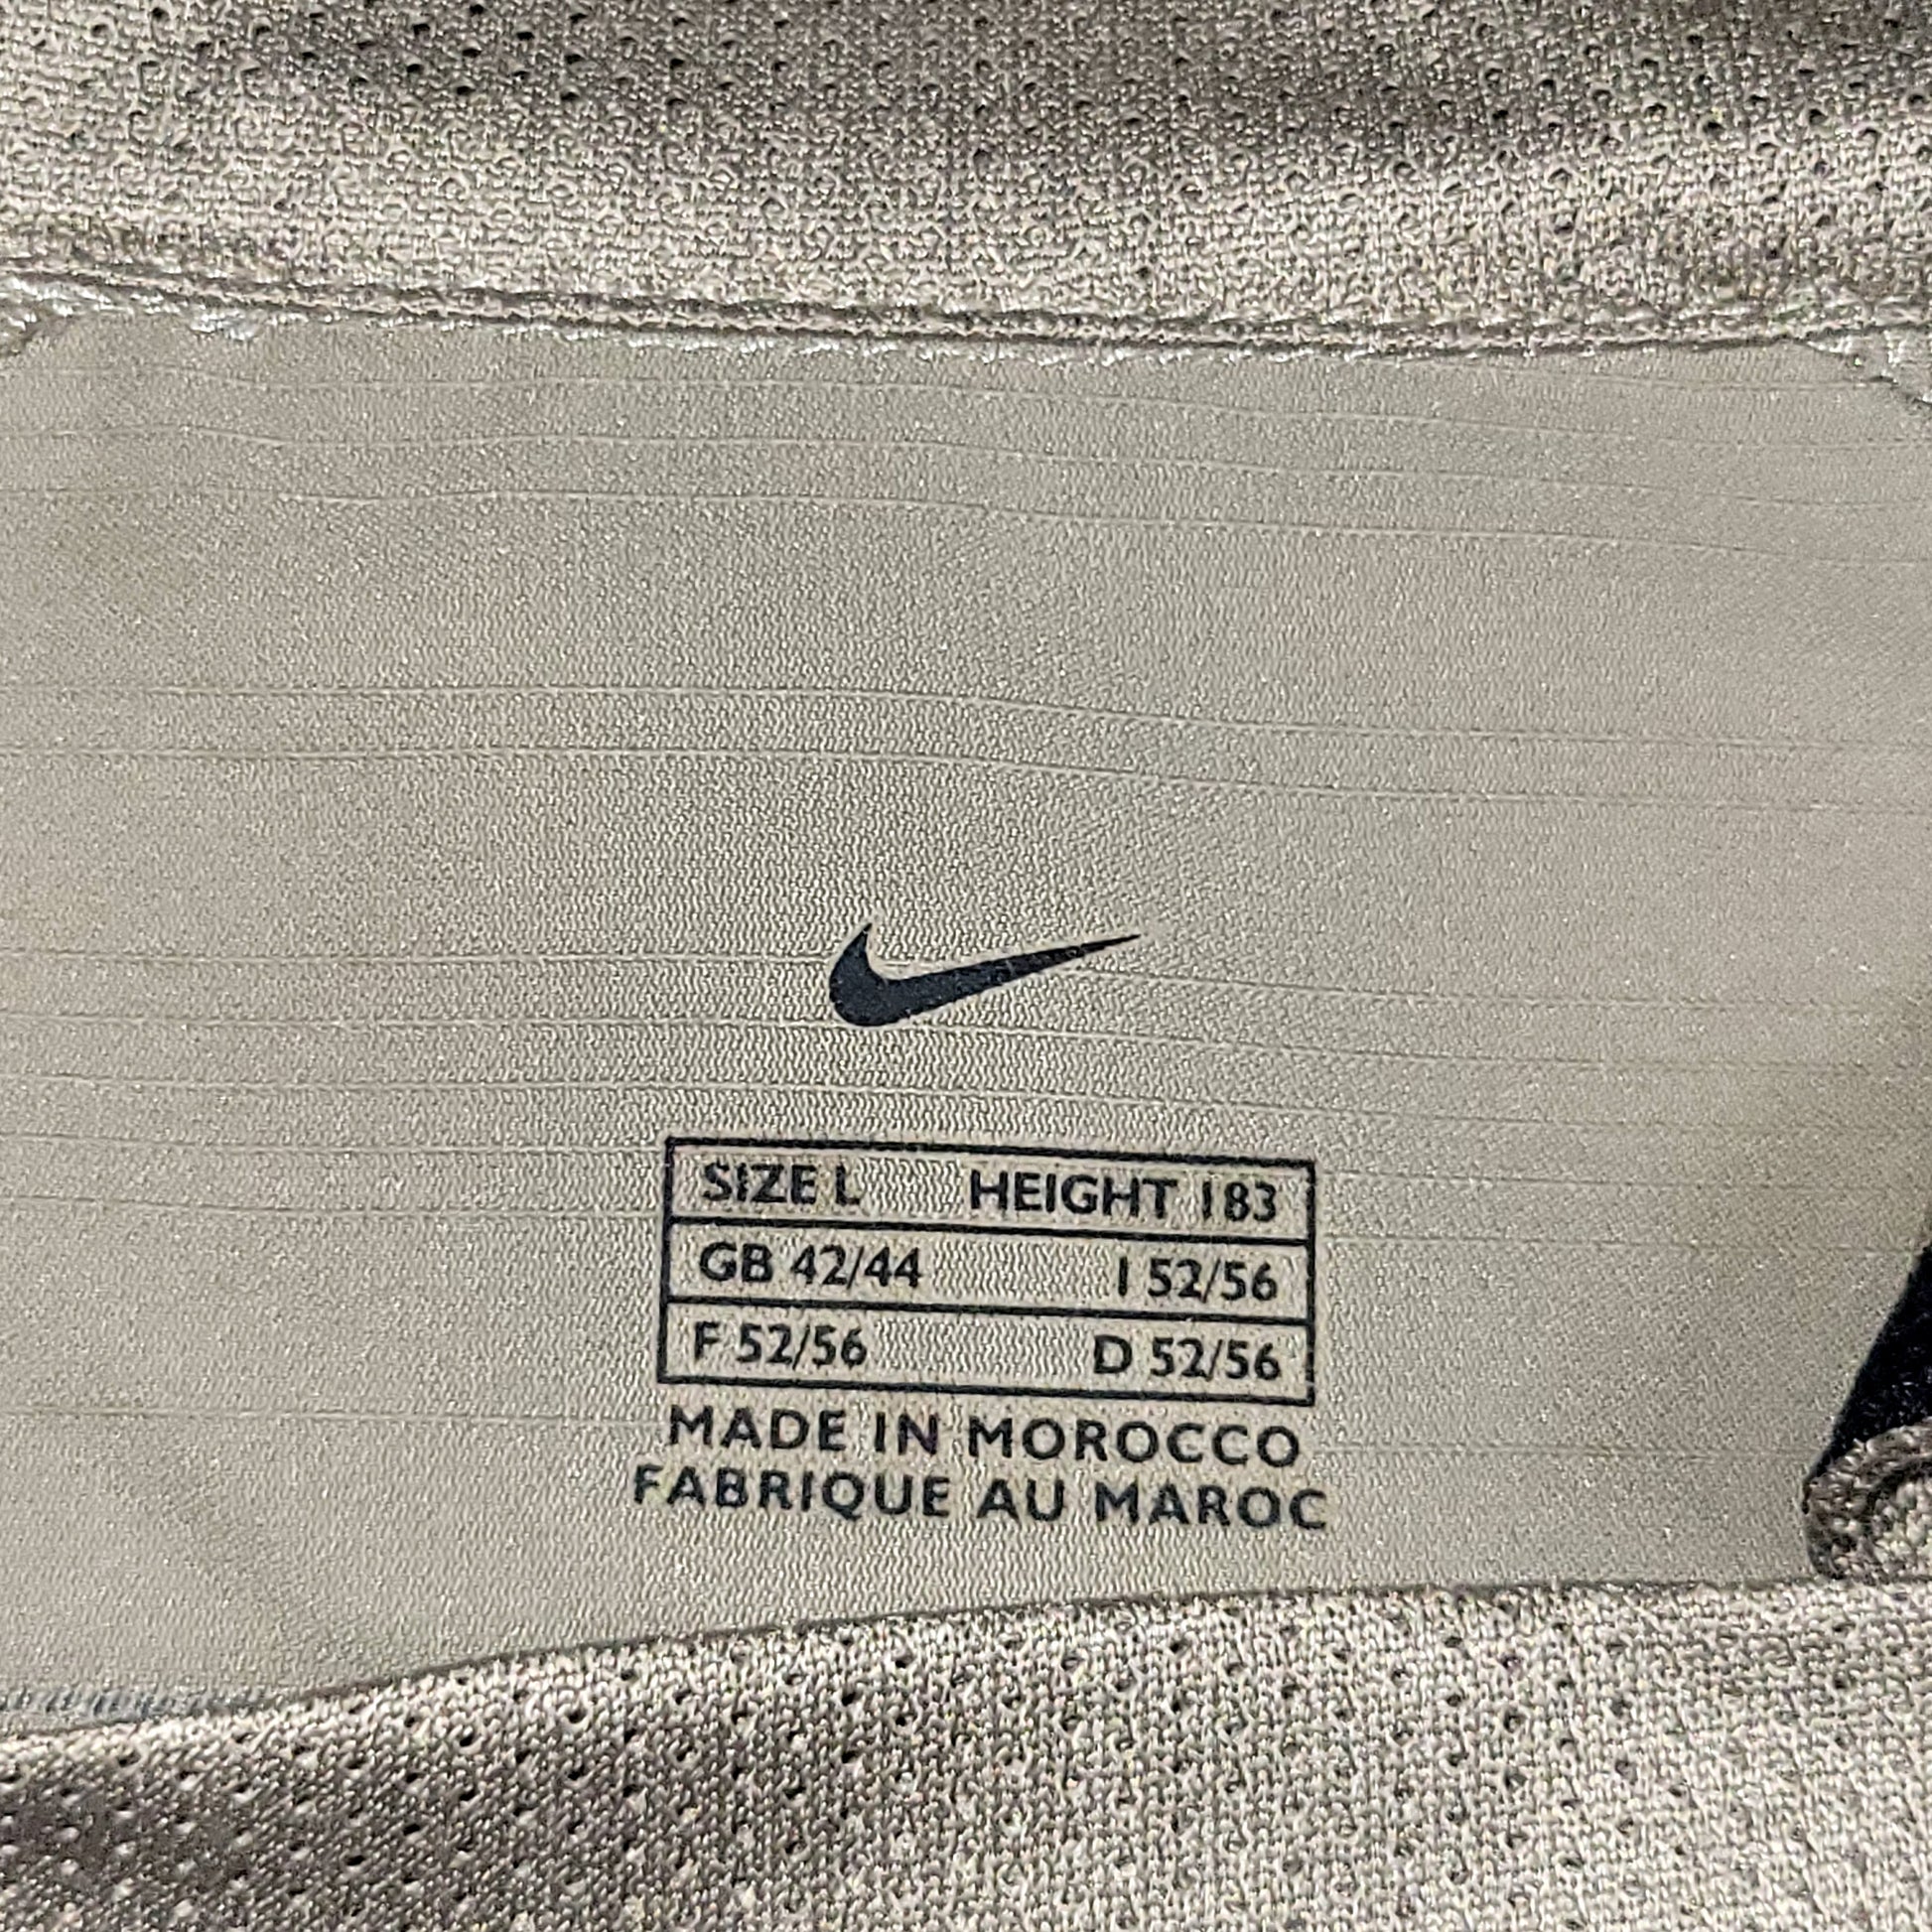 SIZE L HEIGHT 183
GB 42/44 I 52/56
F 52/56 D 52/56
MADE IN MOROCCO
FABRIQUE AU MAROC